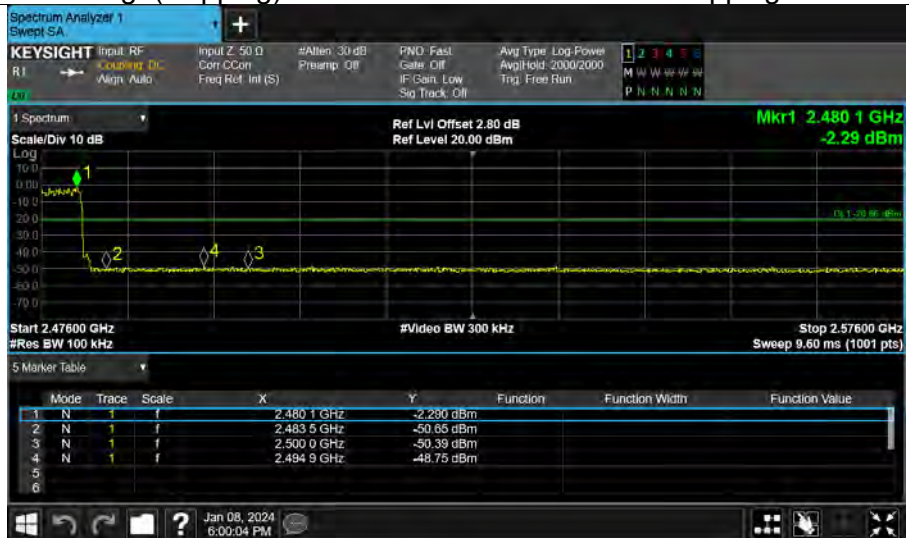 Spectrum Analyzer 1
Swept SA
+
KEYSIGHT Input: RF Input Z: 50 Ω #Atten: 30 dB PNO: Fast Avg Type: Log-Power 1 2 3 4 5 6
R L Coupling: DC Corr CCorr Preamp: Off Gate: Off Avg|Hold: 2000/2000 M W W W W W
Align: Auto Freq Ref: Int (S) IF Gain: Low Trig: Free Run
Sig Track: Off P N N N N N
1 Spectrum Ref Lvl Offset 2.80 dB Mkr1 2.480 1 GHz
Scale/Div 10 dB Ref Level 20.00 dBm -2.29 dBm
Log
10.0
0.00
-10.0
-20.0
-30.0
-40.0
-50.0
-60.0
-70.0
1
2
4
3
DL1 -20.86 dBm
Start 2.47600 GHz #Video BW 300 kHz Stop 2.57600 GHz
#Res BW 100 kHz Sweep 9.60 ms (1001 pts)
5 Marker Table
Mode Trace Scale X Y Function Function Width Function Value
1 N 1 f 2.480 1 GHz -2.290 dBm
2 N 1 f 2.483 5 GHz -50.65 dBm
3 N 1 f 2.500 0 GHz -50.39 dBm
4 N 1 f 2.494 9 GHz -48.75 dBm
5
6
? Jan 08, 2024
6:00:04 PM